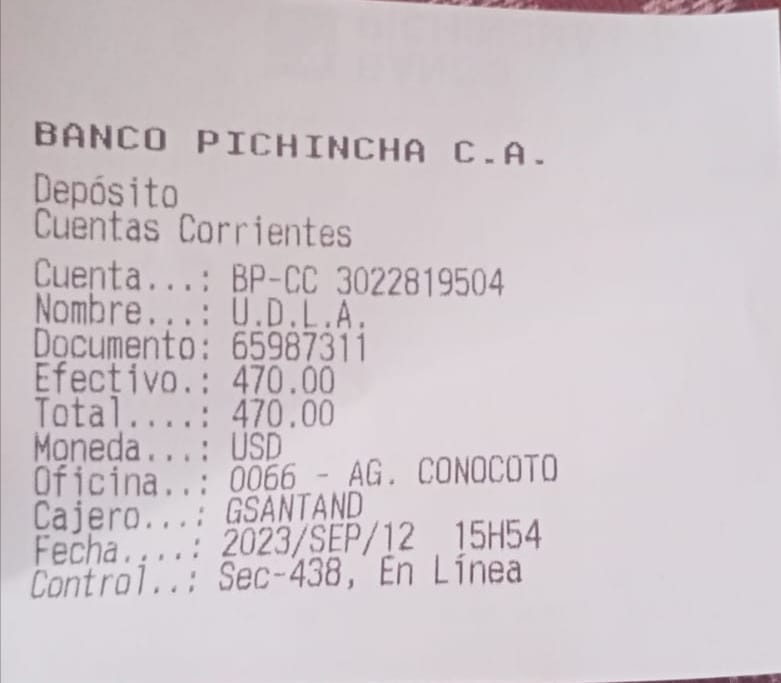 BANCO PICHINCHA C.A.
Depósito
Cuentas Corrientes
Cuenta...: BP-CC 3022819504
Nombre...: U.D.L.A.
Documento: 65987311
Efectivo.: 470.00
Total....: 470.00
Moneda...: USD
Oficina..: 0066 - AG. CONOCOTO
Cajero...: GSANTAND
Fecha....: 2023/SEP/12 15H54
Control..: Sec-438, En Línea